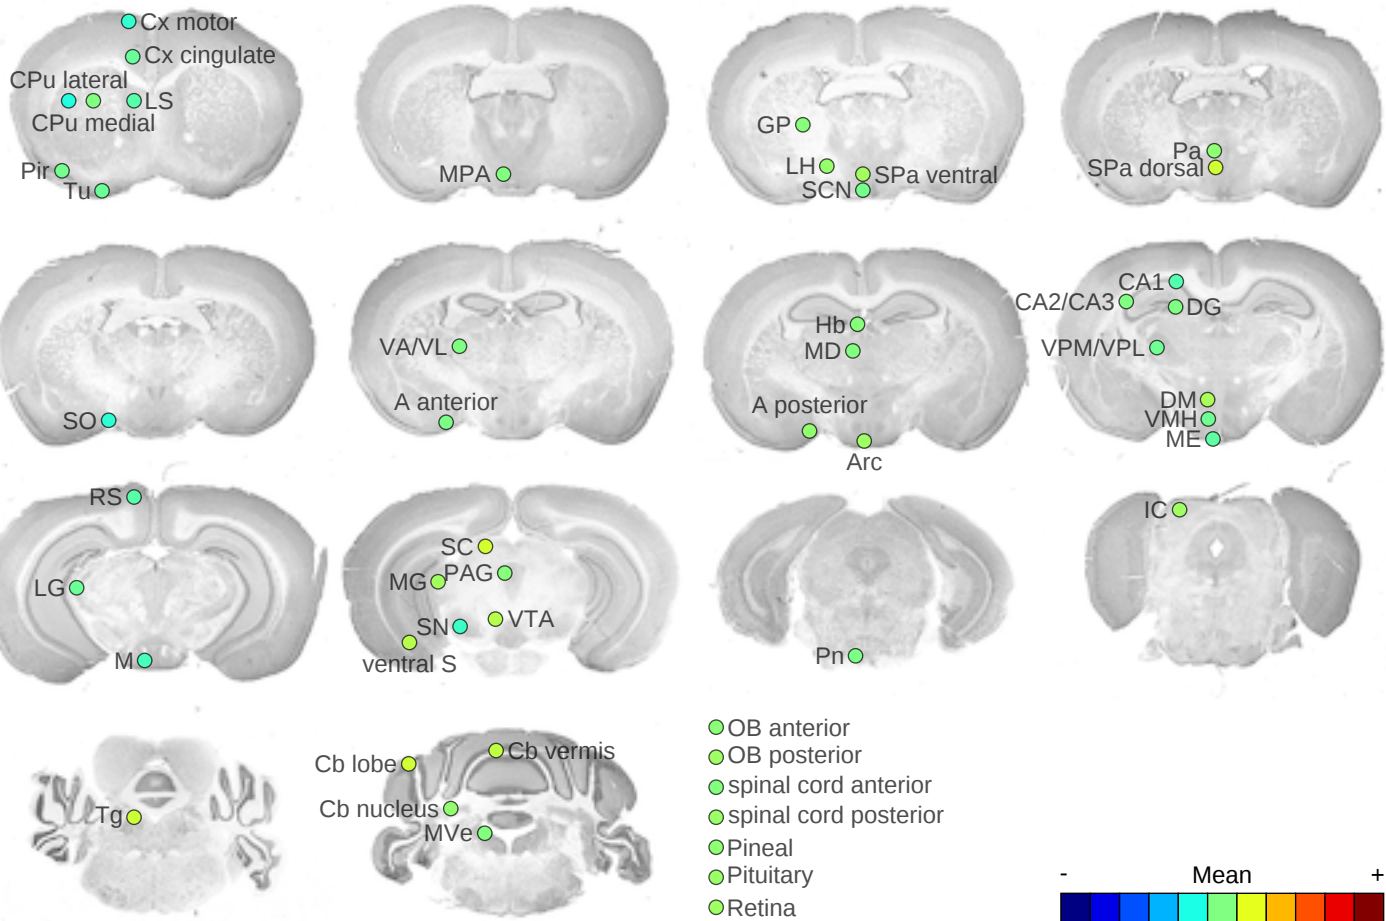 Cx motor
Cx cingulate
CPu lateral
LS
CPu medial
Pir
Tu
MPA
GP
LH
SPa ventral
SCN
Pa
SPa dorsal
SO
VA/VL
A anterior
Hb
MD
A posterior
Arc
CA1
CA2/CA3
DG
VPM/VPL
DM
VMH
ME
RS
LG
M
SC
PAG
MG
SN
VTA
ventral S
Pn
IC
Tg
Cb lobe
Cb vermis
Cb nucleus
MVe
OB anterior
OB posterior
spinal cord anterior
spinal cord posterior
Pineal
Pituitary
Retina
- Mean +